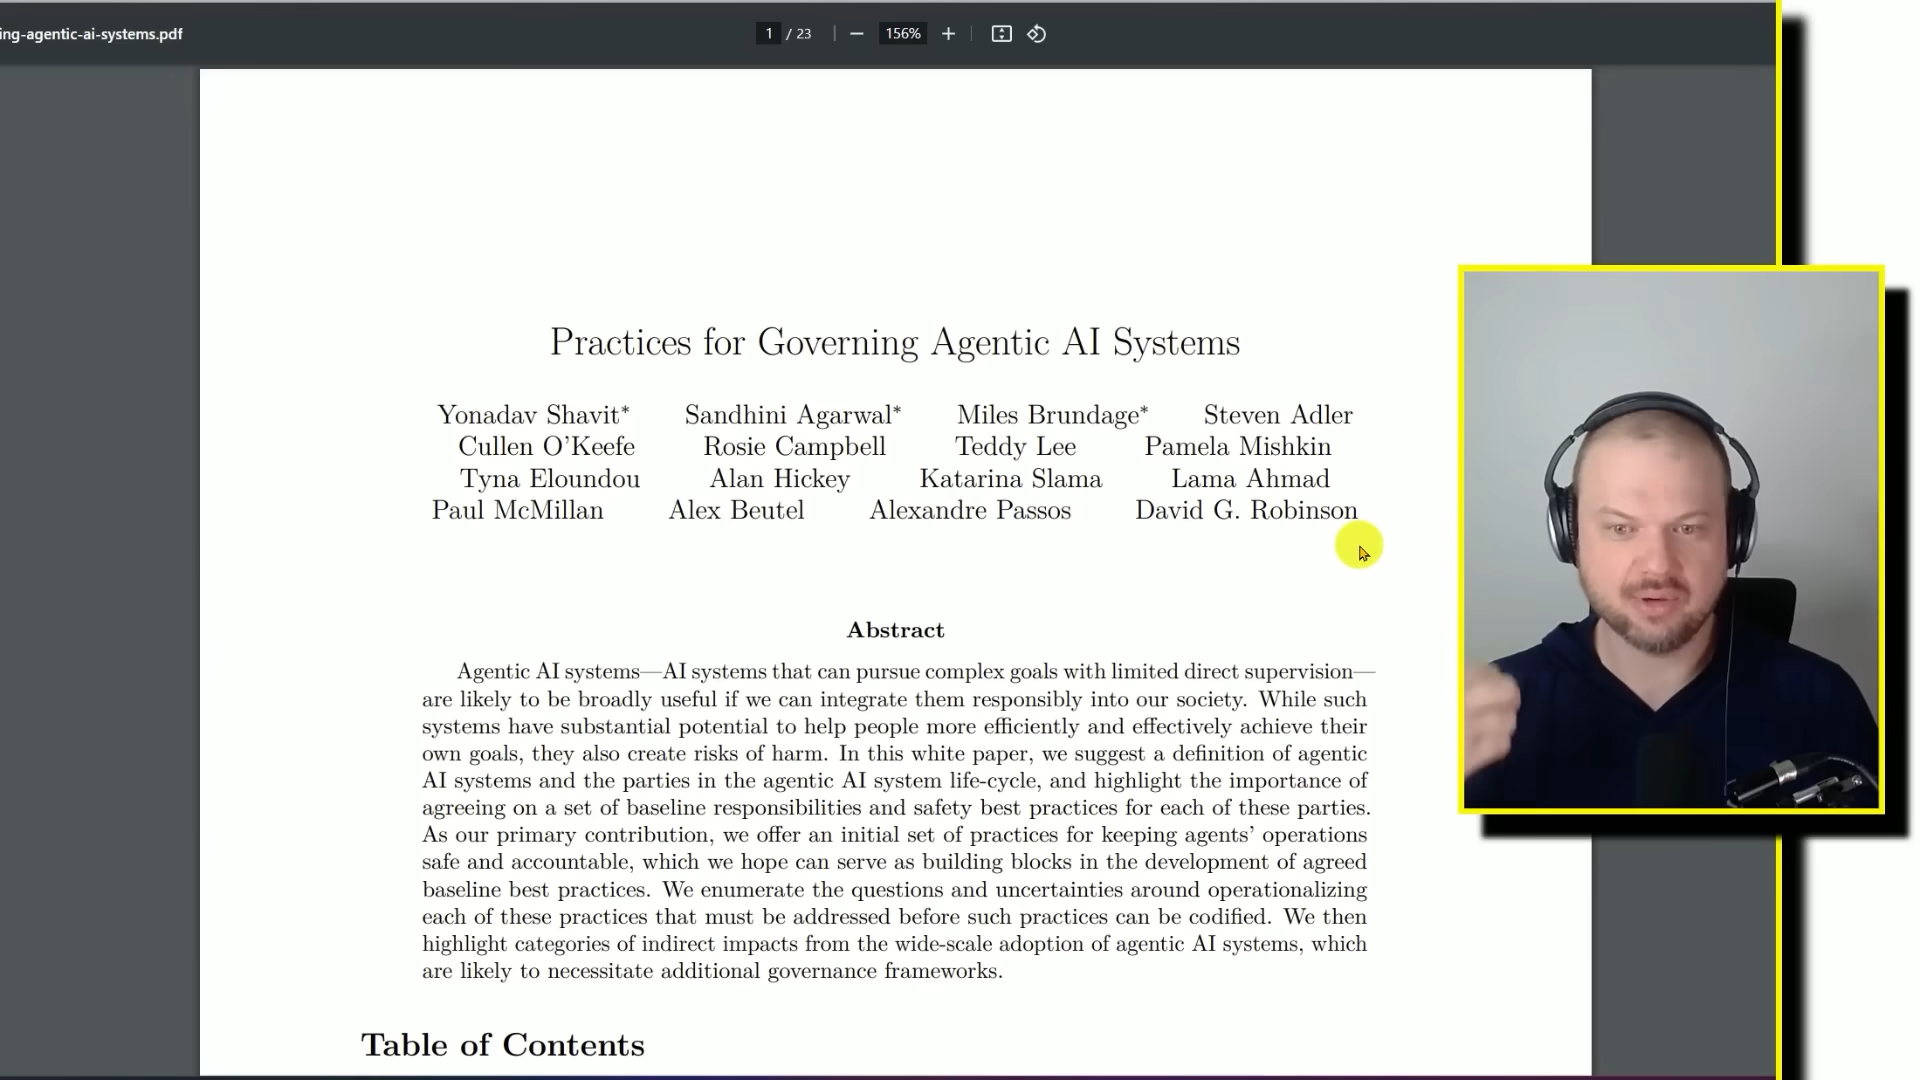 ing-agentic-ai-systems.pdf
1 / 23
156%
Practices for Governing Agentic AI Systems
Yonadav Shavit* Sandhini Agarwal* Miles Brundage* Steven Adler
Cullen O'Keefe Rosie Campbell Teddy Lee Pamela Mishkin
Tyna Eloundou Alan Hickey Katarina Slama Lama Ahmad
Paul McMillan Alex Beutel Alexandre Passos David G. Robinson
Abstract
Agentic AI systems—AI systems that can pursue complex goals with limited direct supervision—
are likely to be broadly useful if we can integrate them responsibly into our society. While such
systems have substantial potential to help people more efficiently and effectively achieve their
own goals, they also create risks of harm. In this white paper, we suggest a definition of agentic
AI systems and the parties in the agentic AI system life-cycle, and highlight the importance of
agreeing on a set of baseline responsibilities and safety best practices for each of these parties.
As our primary contribution, we offer an initial set of practices for keeping agents' operations
safe and accountable, which we hope can serve as building blocks in the development of agreed
baseline best practices. We enumerate the questions and uncertainties around operationalizing
each of these practices that must be addressed before such practices can be codified. We then
highlight categories of indirect impacts from the wide-scale adoption of agentic AI systems, which
are likely to necessitate additional governance frameworks.
Table of Contents